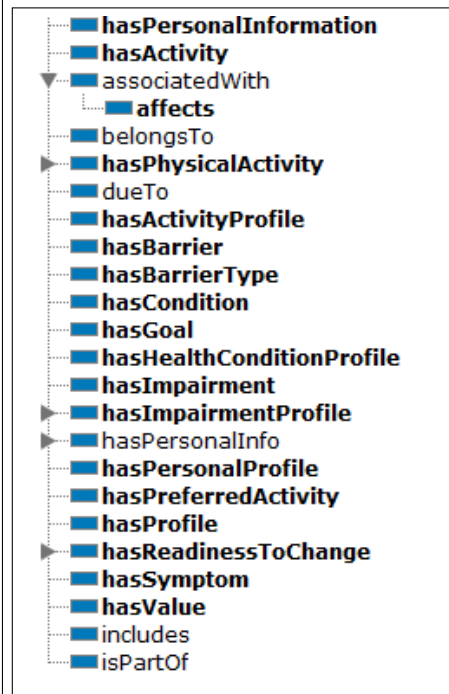 hasPersonalInformation
hasActivity
associatedWith
affects
belongsTo
hasPhysicalActivity
dueTo
hasActivityProfile
hasBarrier
hasBarrierType
hasCondition
hasGoal
hasHealthConditionProfile
hasImpairment
hasImpairmentProfile
hasPersonalInfo
hasPersonalProfile
hasPreferredActivity
hasProfile
hasReadinessToChange
hasSymptom
hasValue
includes
isPartOf